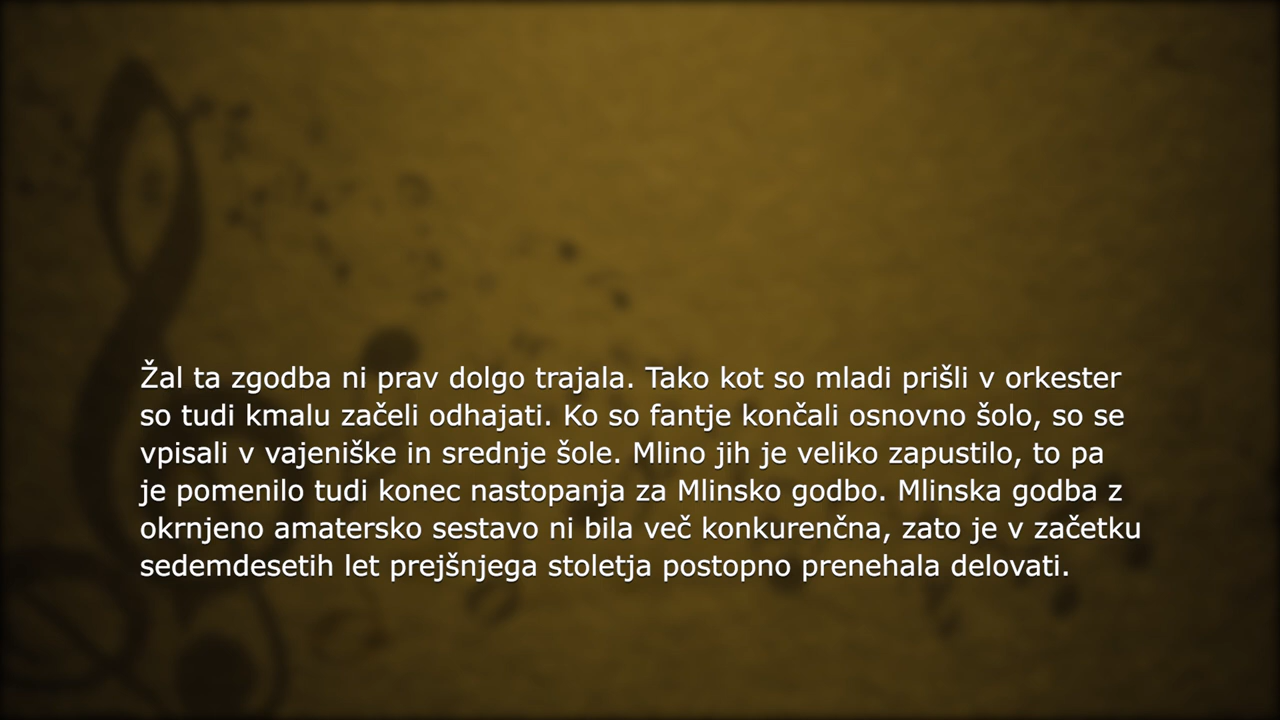 Žal ta zgodba ni prav dolgo trajala. Tako kot so mladi prišli v orkester
so tudi kmalu začeli odhajati. Ko so fantje končali osnovno šolo, so se
vpisali v vajeniške in srednje šole. Mlino jih je veliko zapustilo, to pa
je pomenilo tudi konec nastopanja za Mlinsko godbo. Mlinska godba z
okrnjeno amatersko sestavo ni bila več konkurenčna, zato je v začetku
sedemdesetih let prejšnjega stoletja postopno prenehala delovati.